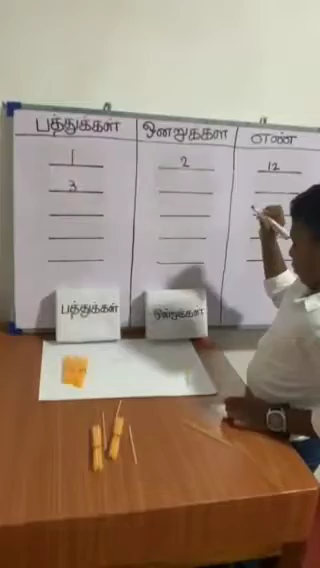 பத்துக்கள் ஒன்றுக்கள் எண்
1 2 12
3
பத்துக்கள் ஒன்றுக்கள்